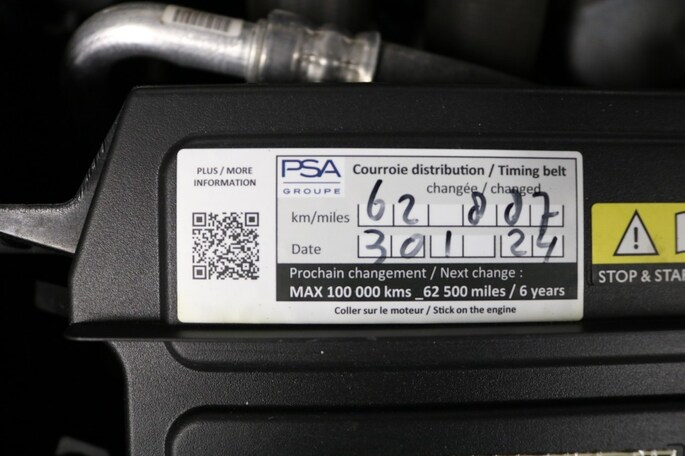 PLUS / MORE
INFORMATION
PSA
GROUPE
Courroie distribution / Timing belt
changée / changed
km/miles 62 887
Date 30 1 24
Prochain changement / Next change :
MAX 100 000 kms _62 500 miles / 6 years
Coller sur le moteur / Stick on the engine
STOP & STAR